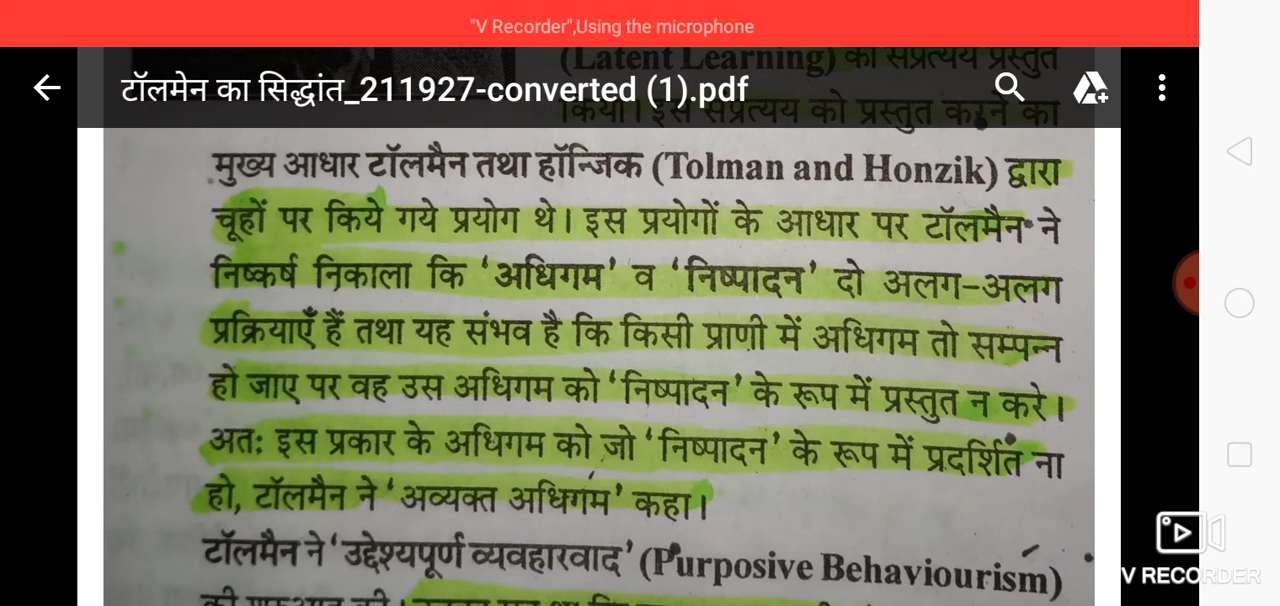 "V Recorder",Using the microphone
(Latent Learning) का संप्रत्यय प्रस्तुत
टॉलमेन का सिद्धांत_211927-converted (1).pdf
किया। इस संप्रत्यय को प्रस्तुत करने का
मुख्य आधार टॉलमैन तथा हॉन्जिक (Tolman and Honzik) द्वारा
चूहों पर किये गये प्रयोग थे। इस प्रयोगों के आधार पर टॉलमैन ने
निष्कर्ष निकाला कि 'अधिगम' व 'निष्पादन' दो अलग-अलग
प्रक्रियाएँ हैं तथा यह संभव है कि किसी प्राणी में अधिगम तो सम्पन्न
हो जाए पर वह उस अधिगम को 'निष्पादन' के रूप में प्रस्तुत न करे।
अतः इस प्रकार के अधिगम को जो 'निष्पादन' के रूप में प्रदर्शित ना
हो, टॉलमैन ने 'अव्यक्त अधिगम' कहा।
टॉलमैन ने 'उद्देश्यपूर्ण व्यवहारवाद' (Purposive Behaviourism)
V RECORDER